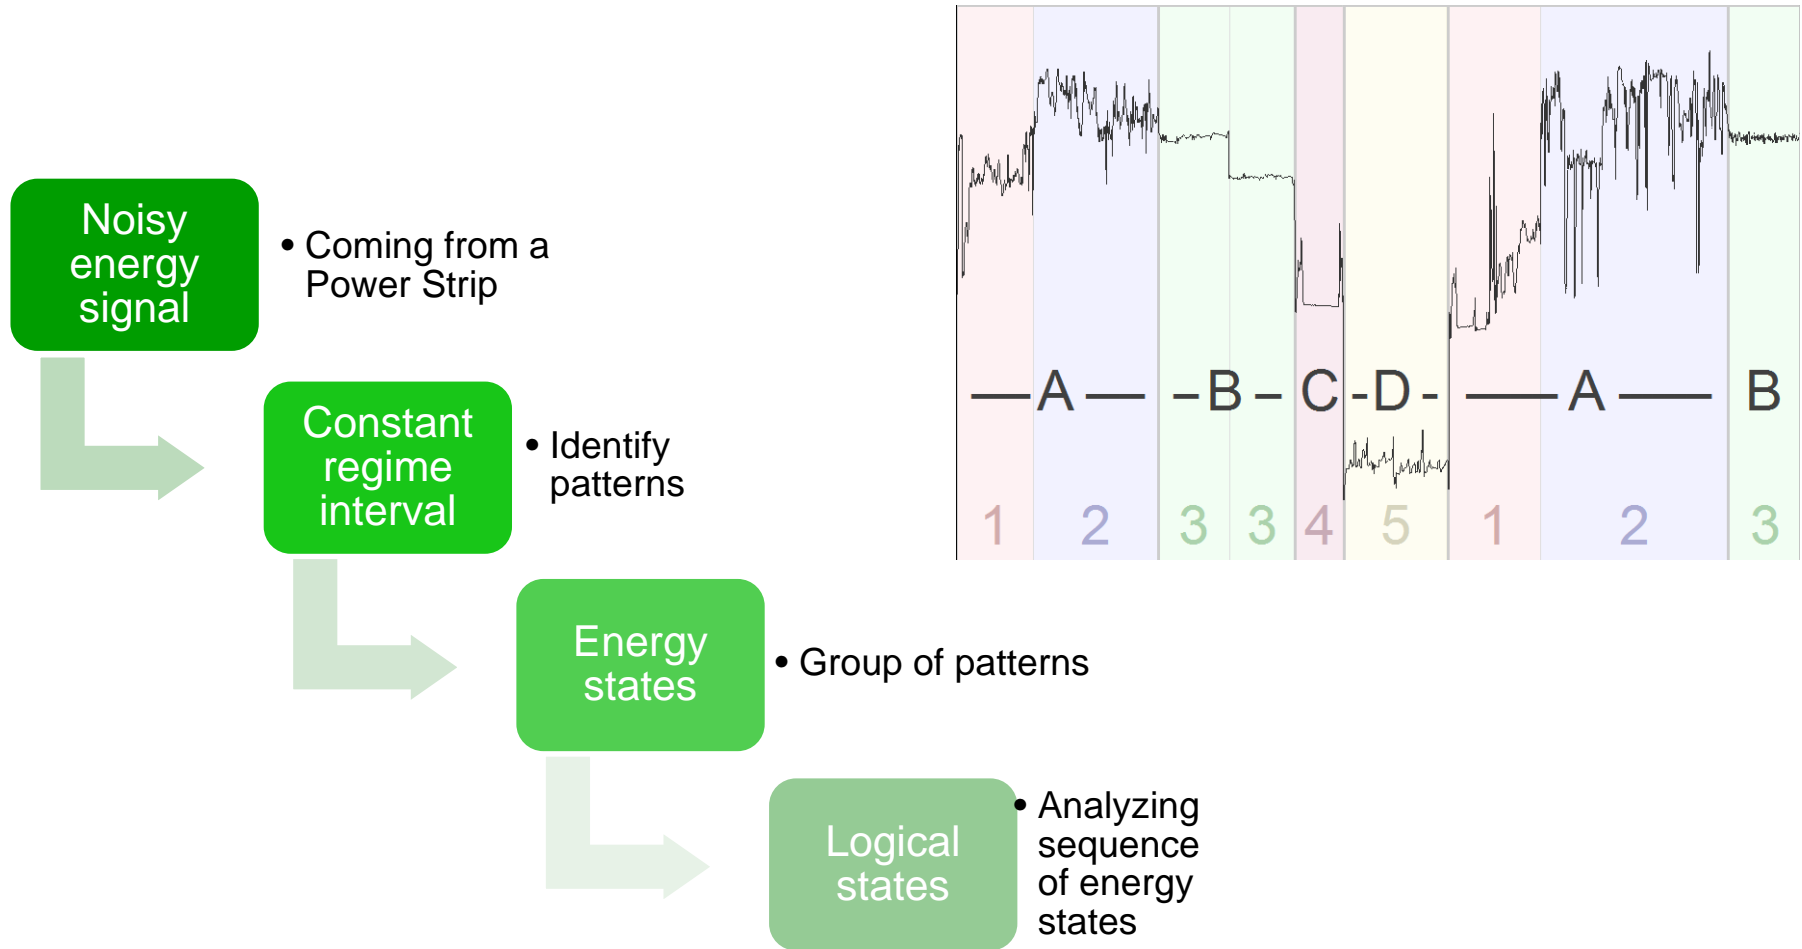 Noisy
energy
signal
• Coming from a
Power Strip
Constant
regime
interval
• Identify
patterns
Energy
states
• Group of patterns
Logical
states
• Analyzing
sequence
of energy
states
— A — – B – C - D - — A — B
1 2 3 3 4 5 1 2 3